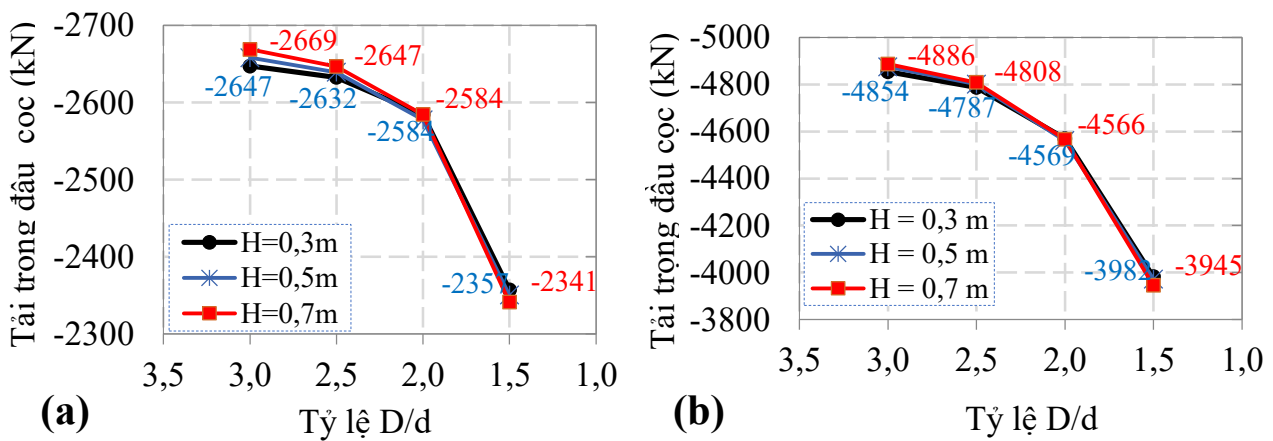 Tải trong đầu coc (kN)
-2700
-2600
-2500
-2400
-2300
-2669
-2647
-2584
-2341
-2647
-2632
-2584
-2357
H=0,3m
H=0,5m
H=0,7m
3,5 3,0 2,5 2,0 1,5 1,0
(a)
Tỷ lệ D/d
Tải trọng đầu cọc (kN)
-5000
-4800
-4600
-4400
-4200
-4000
-3800
-4886
-4808
-4566
-3945
-4854
-4787
-4569
-3982
H = 0,3 m
H = 0,5 m
H = 0,7 m
3,5 3,0 2,5 2,0 1,5 1,0
(b)
Tỷ lệ D/d